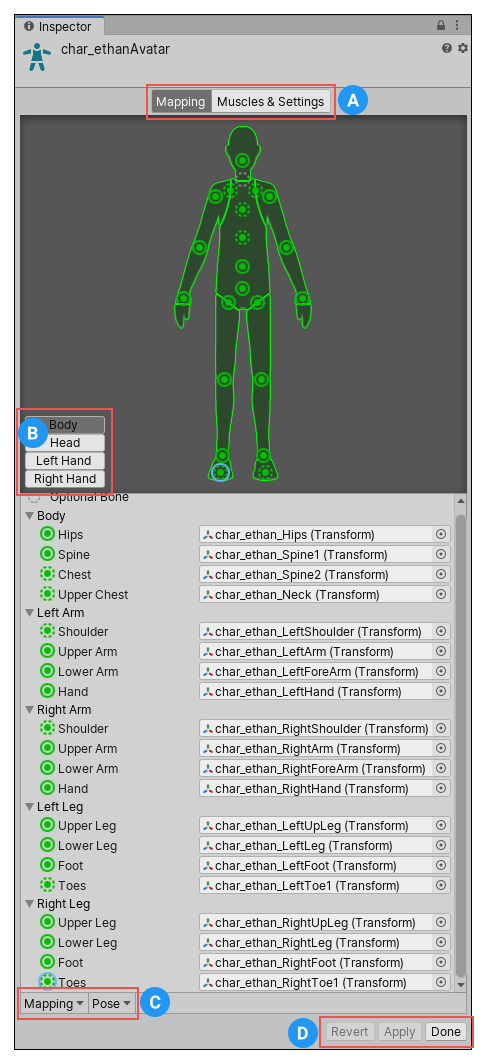 Inspector
char_ethanAvatar
Mapping Muscles & Settings A
Body
B
Head
Left Hand
Right Hand
Optional Bone
Body
Hips char_ethan_Hips (Transform)
Spine char_ethan_Spine1 (Transform)
Chest char_ethan_Spine2 (Transform)
Upper Chest char_ethan_Neck (Transform)
Left Arm
Shoulder char_ethan_LeftShoulder (Transform)
Upper Arm char_ethan_LeftArm (Transform)
Lower Arm char_ethan_LeftForeArm (Transform)
Hand char_ethan_LeftHand (Transform)
Right Arm
Shoulder char_ethan_RightShoulder (Transform)
Upper Arm char_ethan_RightArm (Transform)
Lower Arm char_ethan_RightForeArm (Transform)
Hand char_ethan_RightHand (Transform)
Left Leg
Upper Leg char_ethan_LeftUpLeg (Transform)
Lower Leg char_ethan_LeftLeg (Transform)
Foot char_ethan_LeftFoot (Transform)
Toes char_ethan_LeftToe1 (Transform)
Right Leg
Upper Leg char_ethan_RightUpLeg (Transform)
Lower Leg char_ethan_RightLeg (Transform)
Foot char_ethan_RightFoot (Transform)
Toes char_ethan_RightToe1 (Transform)
Mapping Pose C
D Revert Apply Done